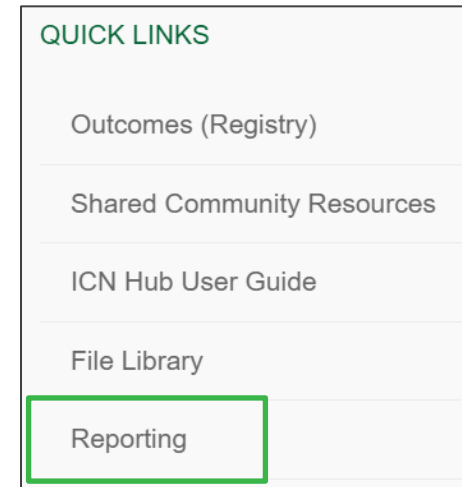 QUICK LINKS
Outcomes (Registry)
Shared Community Resources
ICN Hub User Guide
File Library
Reporting